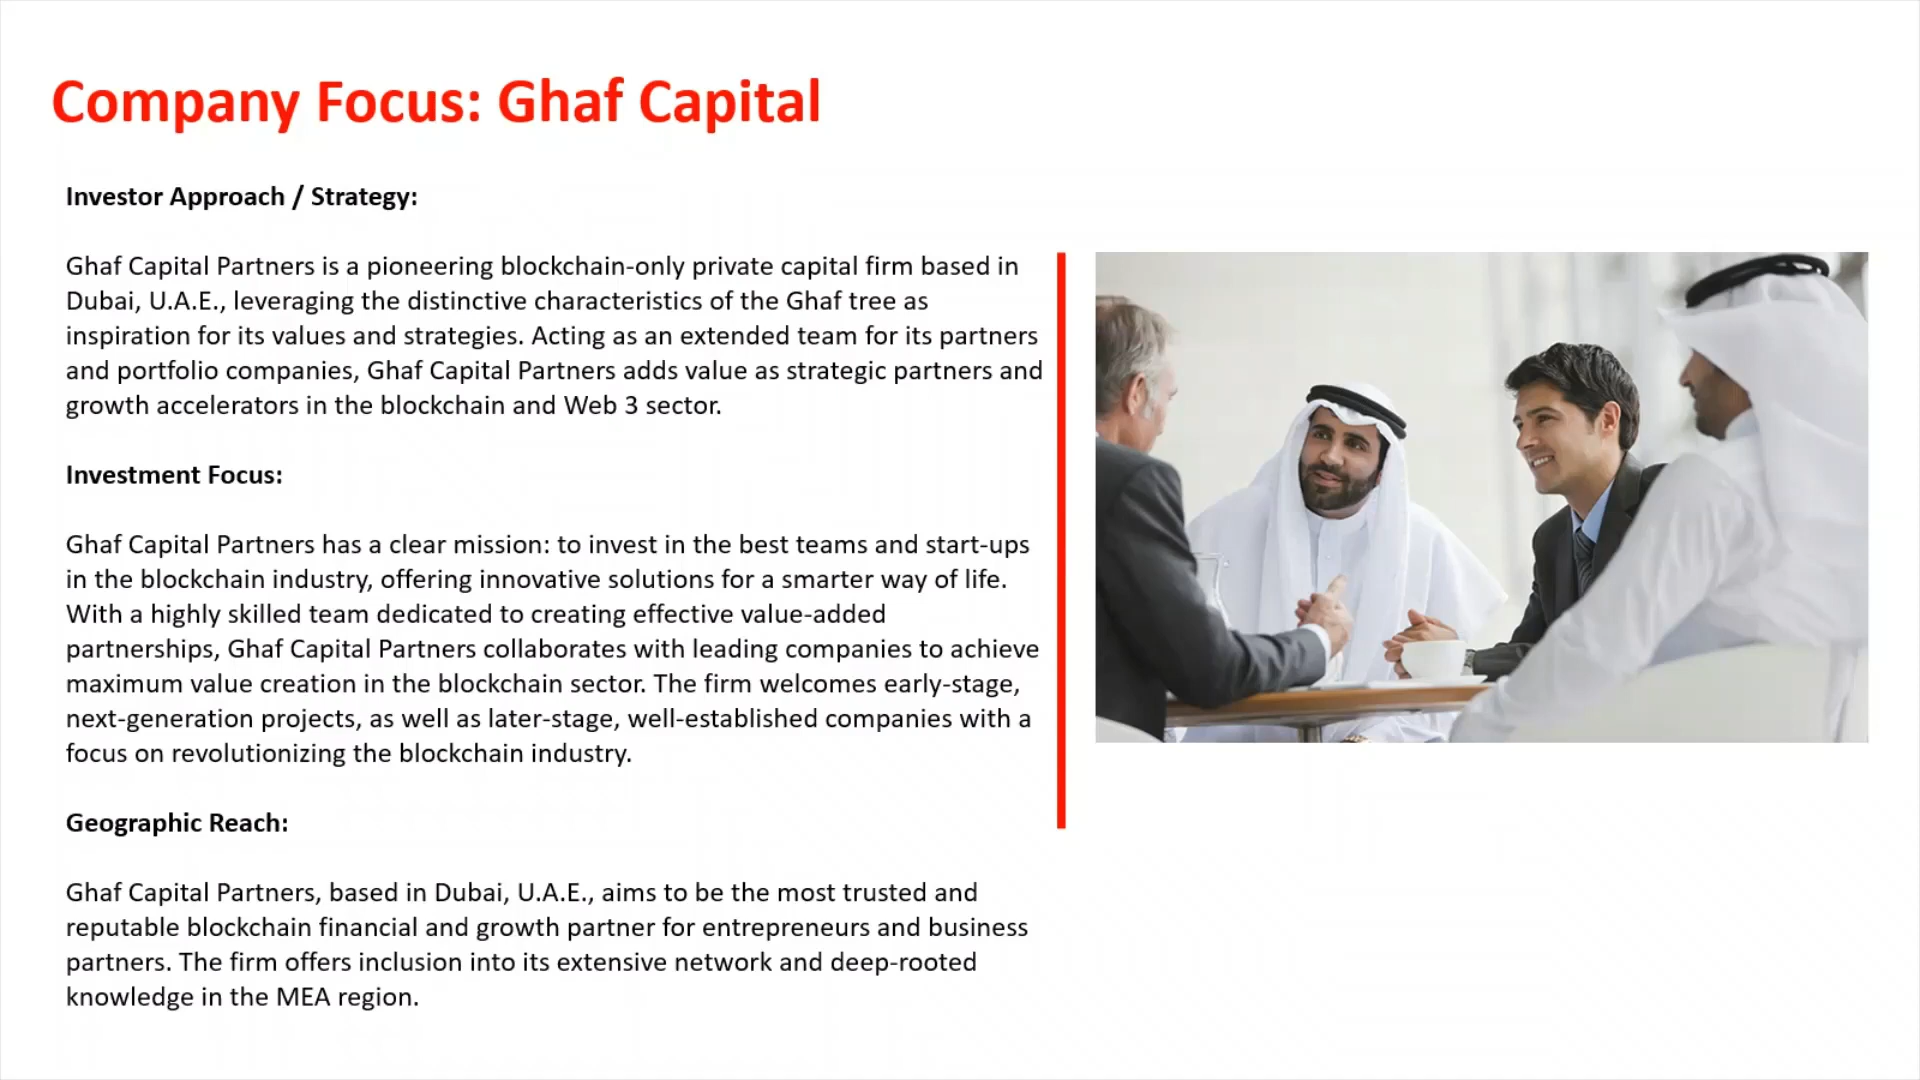 Company Focus: Ghaf Capital
Investor Approach / Strategy:
Ghaf Capital Partners is a pioneering blockchain-only private capital firm based in
Dubai, U.A.E., leveraging the distinctive characteristics of the Ghaf tree as
inspiration for its values and strategies. Acting as an extended team for its partners
and portfolio companies, Ghaf Capital Partners adds value as strategic partners and
growth accelerators in the blockchain and Web 3 sector.
Investment Focus:
Ghaf Capital Partners has a clear mission: to invest in the best teams and start-ups
in the blockchain industry, offering innovative solutions for a smarter way of life.
With a highly skilled team dedicated to creating effective value-added
partnerships, Ghaf Capital Partners collaborates with leading companies to achieve
maximum value creation in the blockchain sector. The firm welcomes early-stage,
next-generation projects, as well as later-stage, well-established companies with a
focus on revolutionizing the blockchain industry.
Geographic Reach:
Ghaf Capital Partners, based in Dubai, U.A.E., aims to be the most trusted and
reputable blockchain financial and growth partner for entrepreneurs and business
partners. The firm offers inclusion into its extensive network and deep-rooted
knowledge in the MEA region.